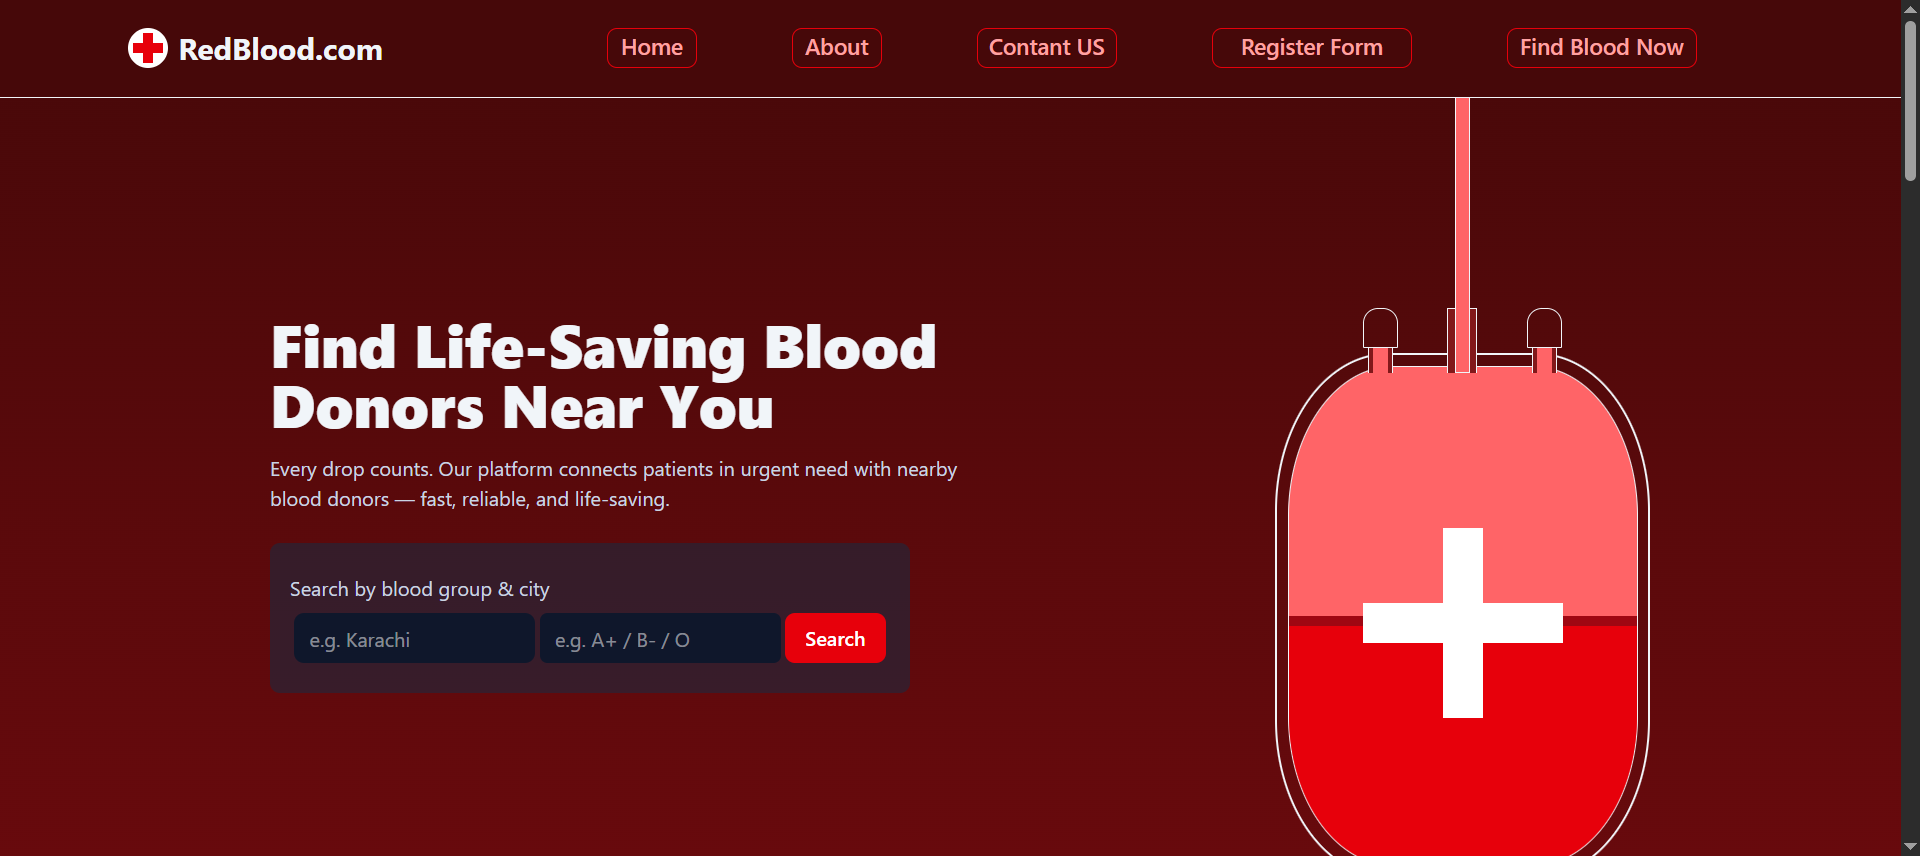 RedBlood.com
Home
About
Contant US
Register Form
Find Blood Now
Find Life-Saving Blood
Donors Near You
Every drop counts. Our platform connects patients in urgent need with nearby
blood donors — fast, reliable, and life-saving.
Search by blood group & city
e.g. Karachi
e.g. A+ / B- / O
Search